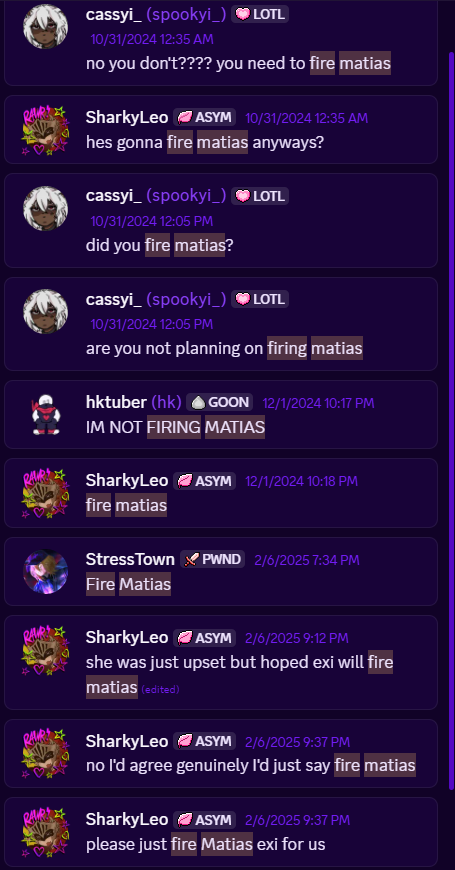 cassyi_ (spookyi_) LOTL
10/31/2024 12:35 AM
no you don't???? you need to fire matias
SharkyLeo ASYM 10/31/2024 12:35 AM
hes gonna fire matias anyways?
cassyi_ (spookyi_) LOTL
10/31/2024 12:05 PM
did you fire matias?
cassyi_ (spookyi_) LOTL
10/31/2024 12:05 PM
are you not planning on firing matias
hktuber (hk) GOON 12/1/2024 10:17 PM
IM NOT FIRING MATIAS
SharkyLeo ASYM 12/1/2024 10:18 PM
fire matias
StressTown PWND 2/6/2025 7:34 PM
Fire Matias
SharkyLeo ASYM 2/6/2025 9:12 PM
she was just upset but hoped exi will fire
matias (edited)
SharkyLeo ASYM 2/6/2025 9:37 PM
no I'd agree genuinely I'd just say fire matias
SharkyLeo ASYM 2/6/2025 9:37 PM
please just fire Matias exi for us